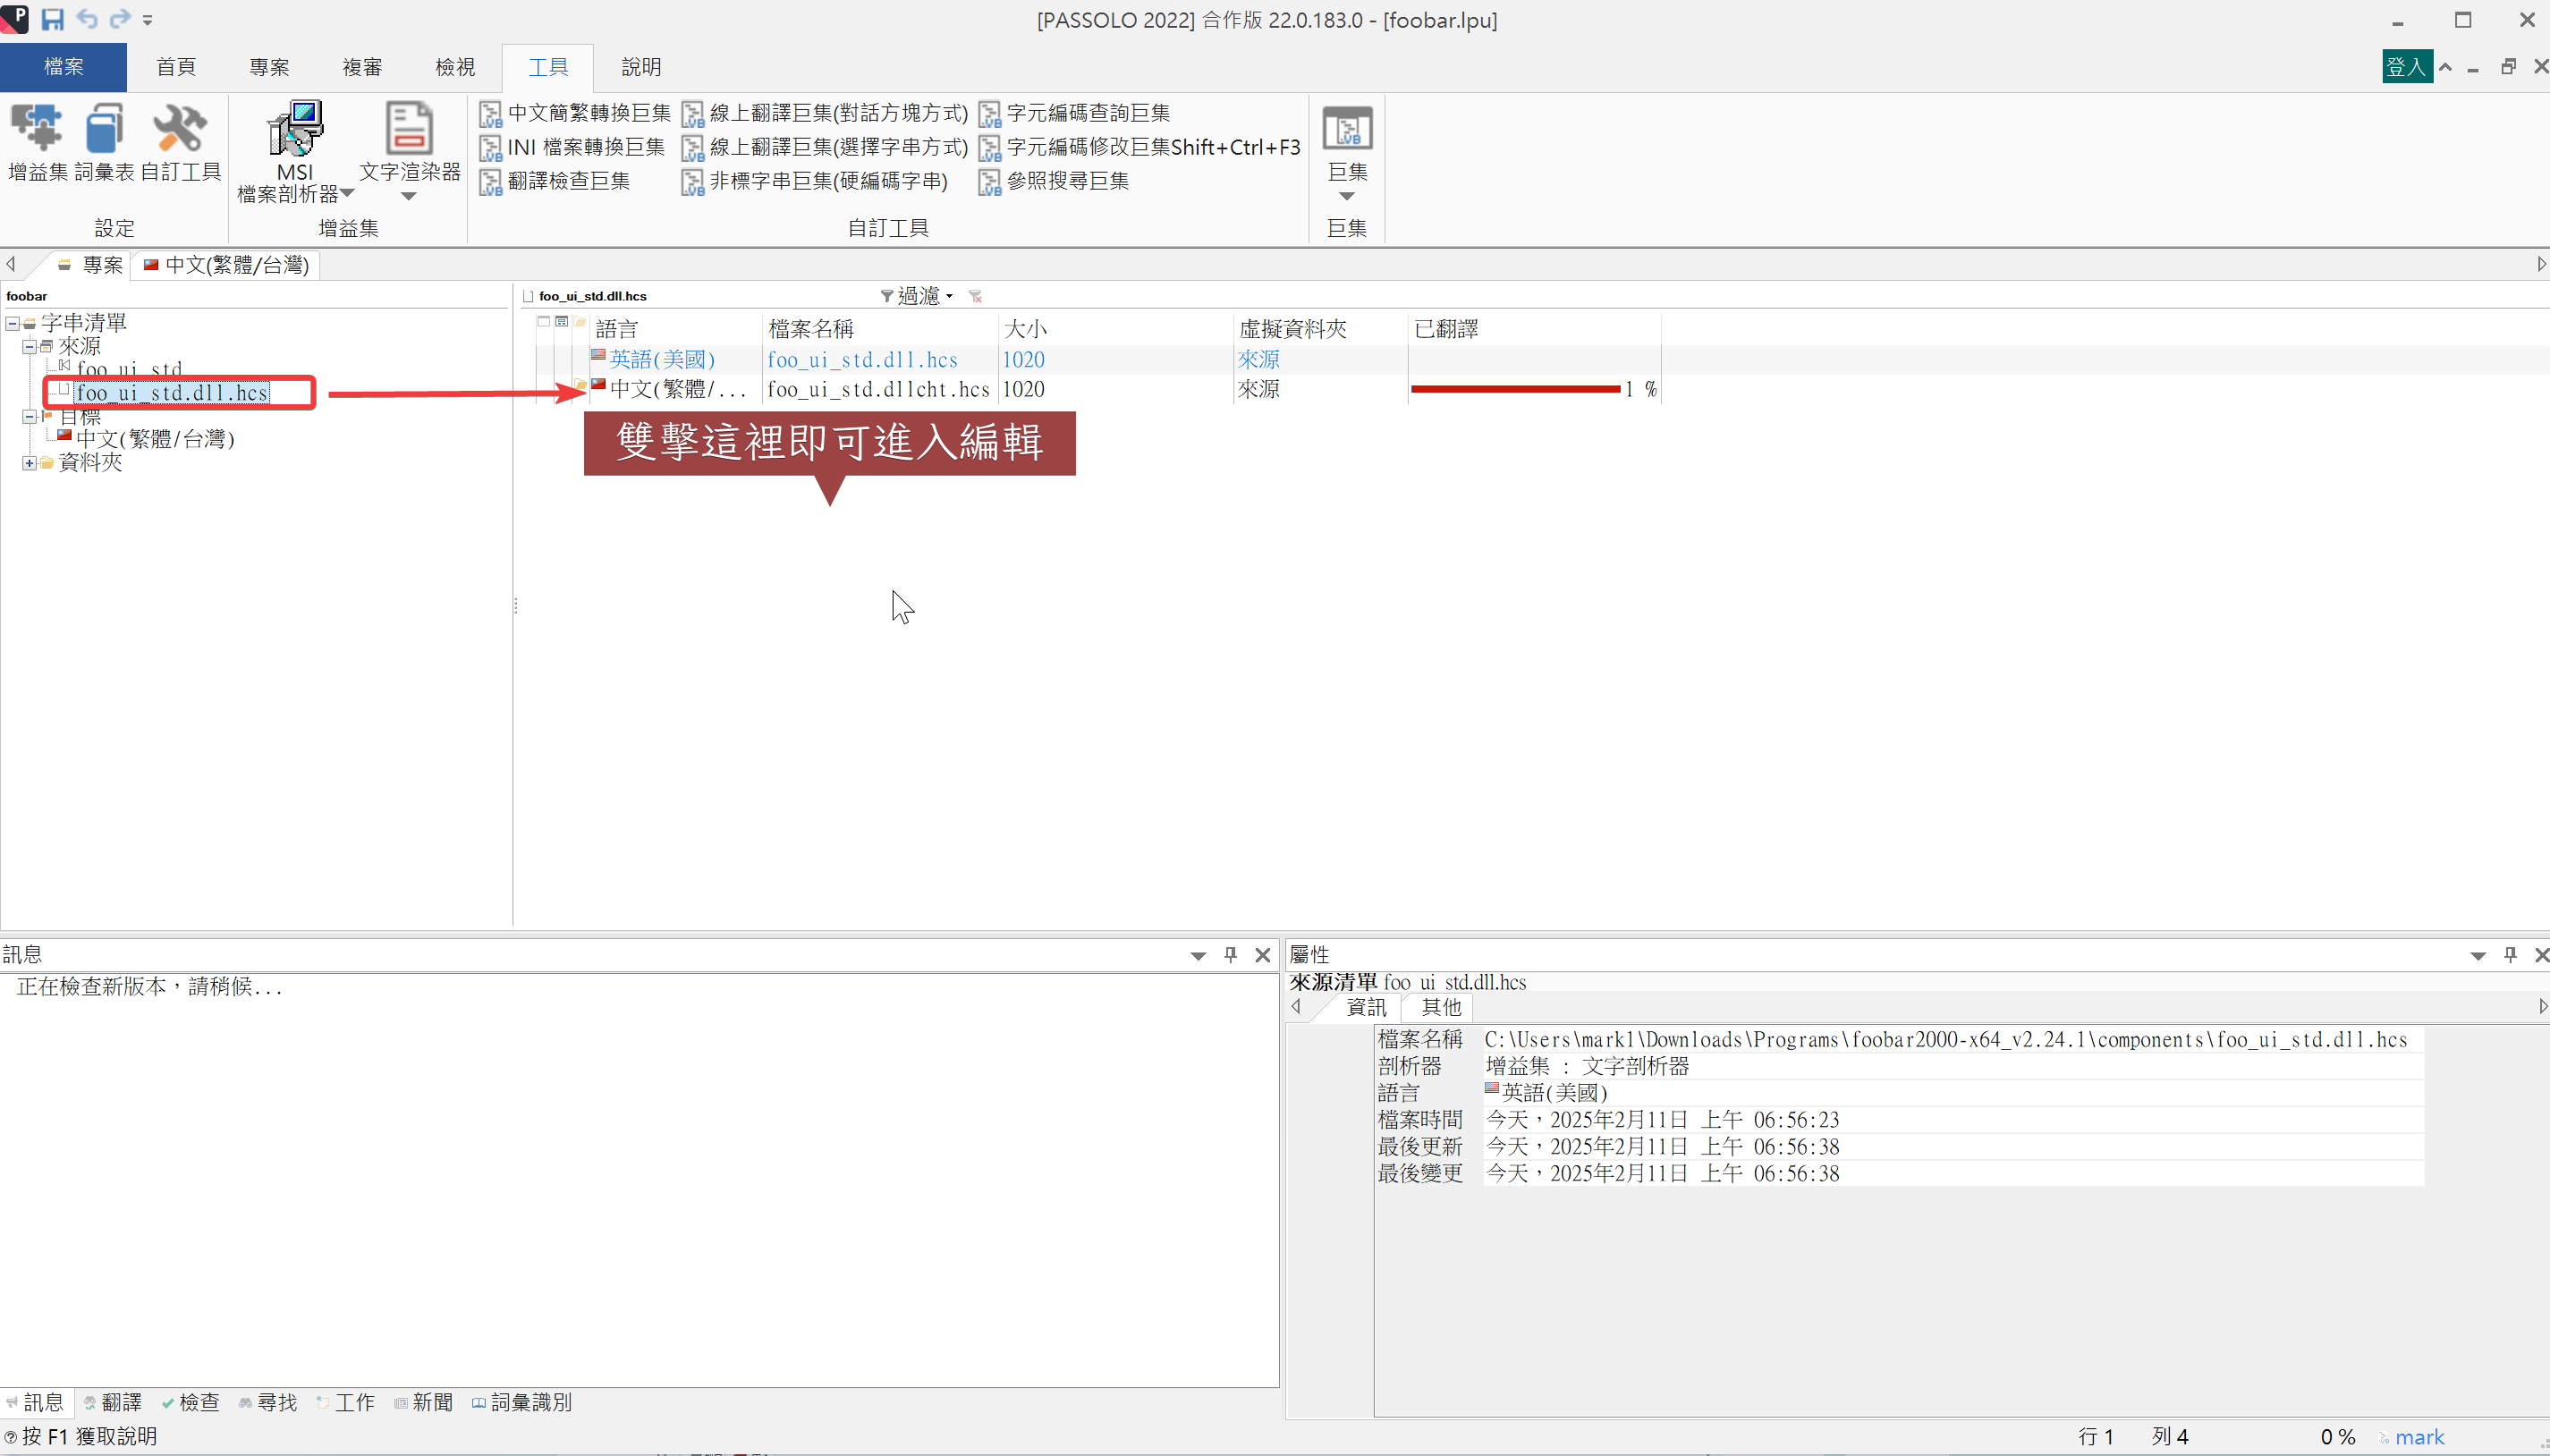 [PASSOLO 2022] 合作版 22.0.183.0 - [foobar.lpu]
檔案 首頁 專案 複審 檢視 工具 說明 登入
中文簡繁轉換巨集 線上翻譯巨集(對話方塊方式) 字元編碼查詢巨集
INI 檔案轉換巨集 線上翻譯巨集(選擇字串方式) 字元編碼修改巨集Shift+Ctrl+F3
增益集 詞彙表 自訂工具 MSI 檔案剖析器 文字渲染器 巨集
翻譯檢查巨集 非標字串巨集(硬編碼字串) 參照搜尋巨集
設定 增益集 自訂工具 巨集
專案 中文(繁體/台灣)
foobar
字串清單
來源
foo_ui_std
foo_ui_std.dll.hcs
目標
中文(繁體/台灣)
資料夾
foo_ui_std.dll.hcs 過濾
語言 檔案名稱 大小 虛擬資料夾 已翻譯
英語(美國) foo_ui_std.dll.hcs 1020 來源
中文(繁體/... foo_ui_std.dllcht.hcs 1020 來源 1 %
雙擊這裡即可進入編輯
訊息
正在檢查新版本，請稍候...
屬性
來源清單 foo_ui_std.dll.hcs
資訊 其他
檔案名稱 C:\Users\mark1\Downloads\Programs\foobar2000-x64_v2.24.1\components\foo_ui_std.dll.hcs
剖析器 增益集 : 文字剖析器
語言 英語(美國)
檔案時間 今天，2025年2月11日 上午 06:56:23
最後更新 今天，2025年2月11日 上午 06:56:38
最後變更 今天，2025年2月11日 上午 06:56:38
訊息 翻譯 檢查 尋找 工作 新聞 詞彙識別
按 F1 獲取說明 行 1 列 4 0 % mark